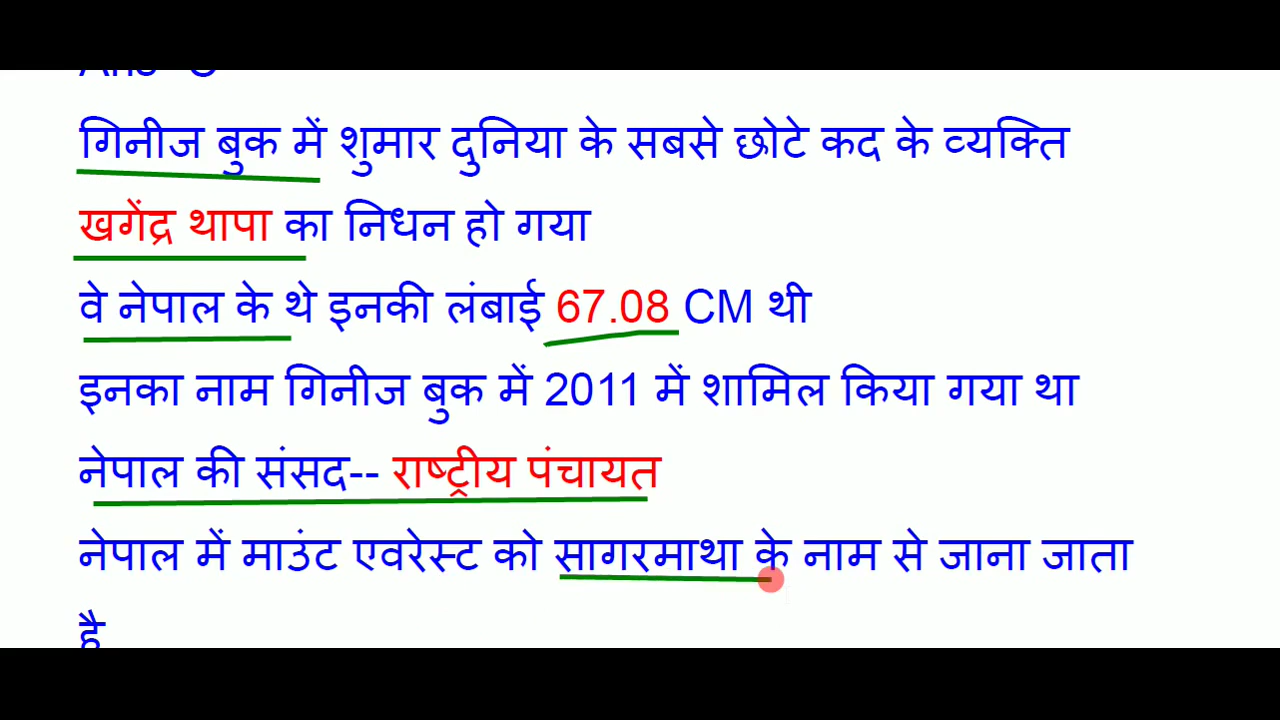 गिनीज बुक में शुमार दुनिया के सबसे छोटे कद के व्यक्ति
खगेंद्र थापा का निधन हो गया
वे नेपाल के थे इनकी लंबाई 67.08 CM थी
इनका नाम गिनीज बुक में 2011 में शामिल किया गया था
नेपाल की संसद-- राष्ट्रीय पंचायत
नेपाल में माउंट एवरेस्ट को सागरमाथा के नाम से जाना जाता
है